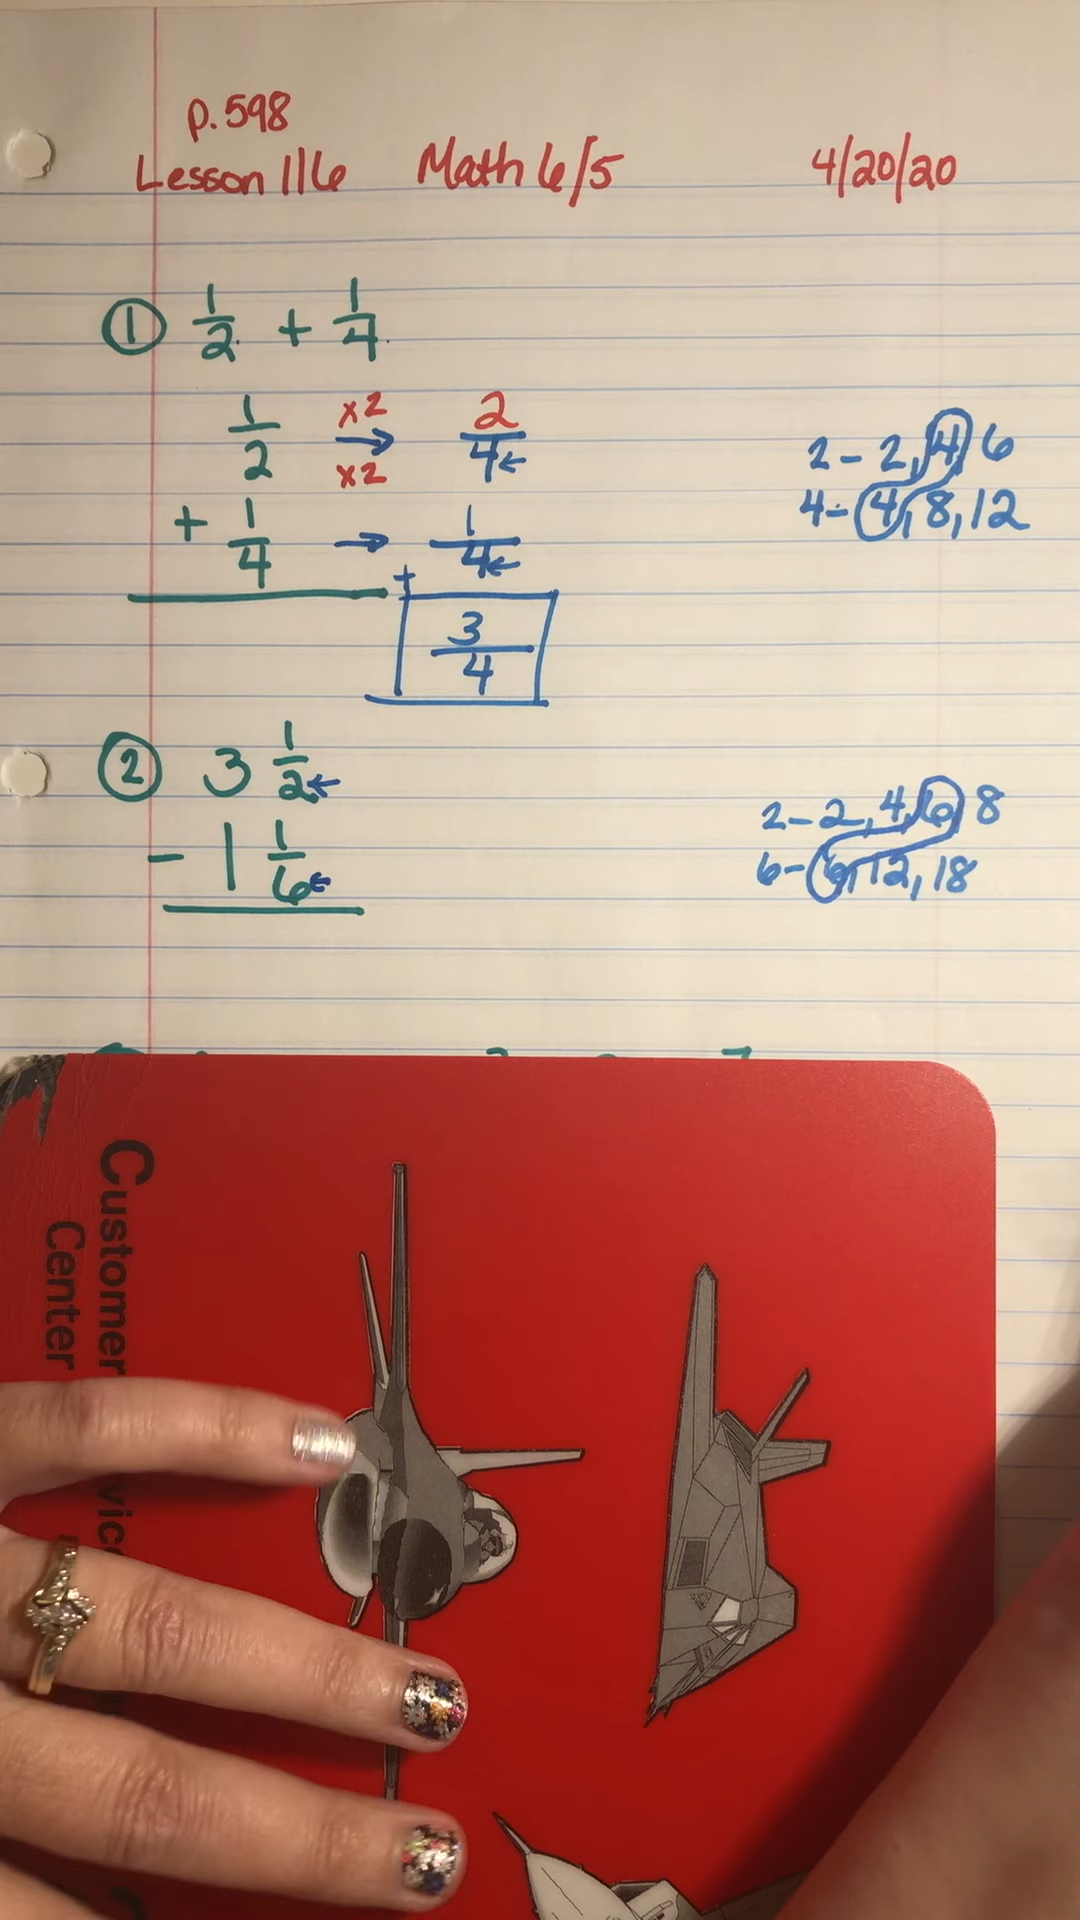 p.598
Lesson 116 Math 6/5 4/20/20
① 1/2 + 1/4
1/2 ×2 → ×2 2/4 ←
+ 1/4 → + 1/4 ←
3/4
2 – 2, 4, 6
4 – 4, 8, 12
② 3 1/2 ←
– 1 1/6 ←
2 – 2, 4, 6, 8
6 – 6, 12, 18
Customer
Center